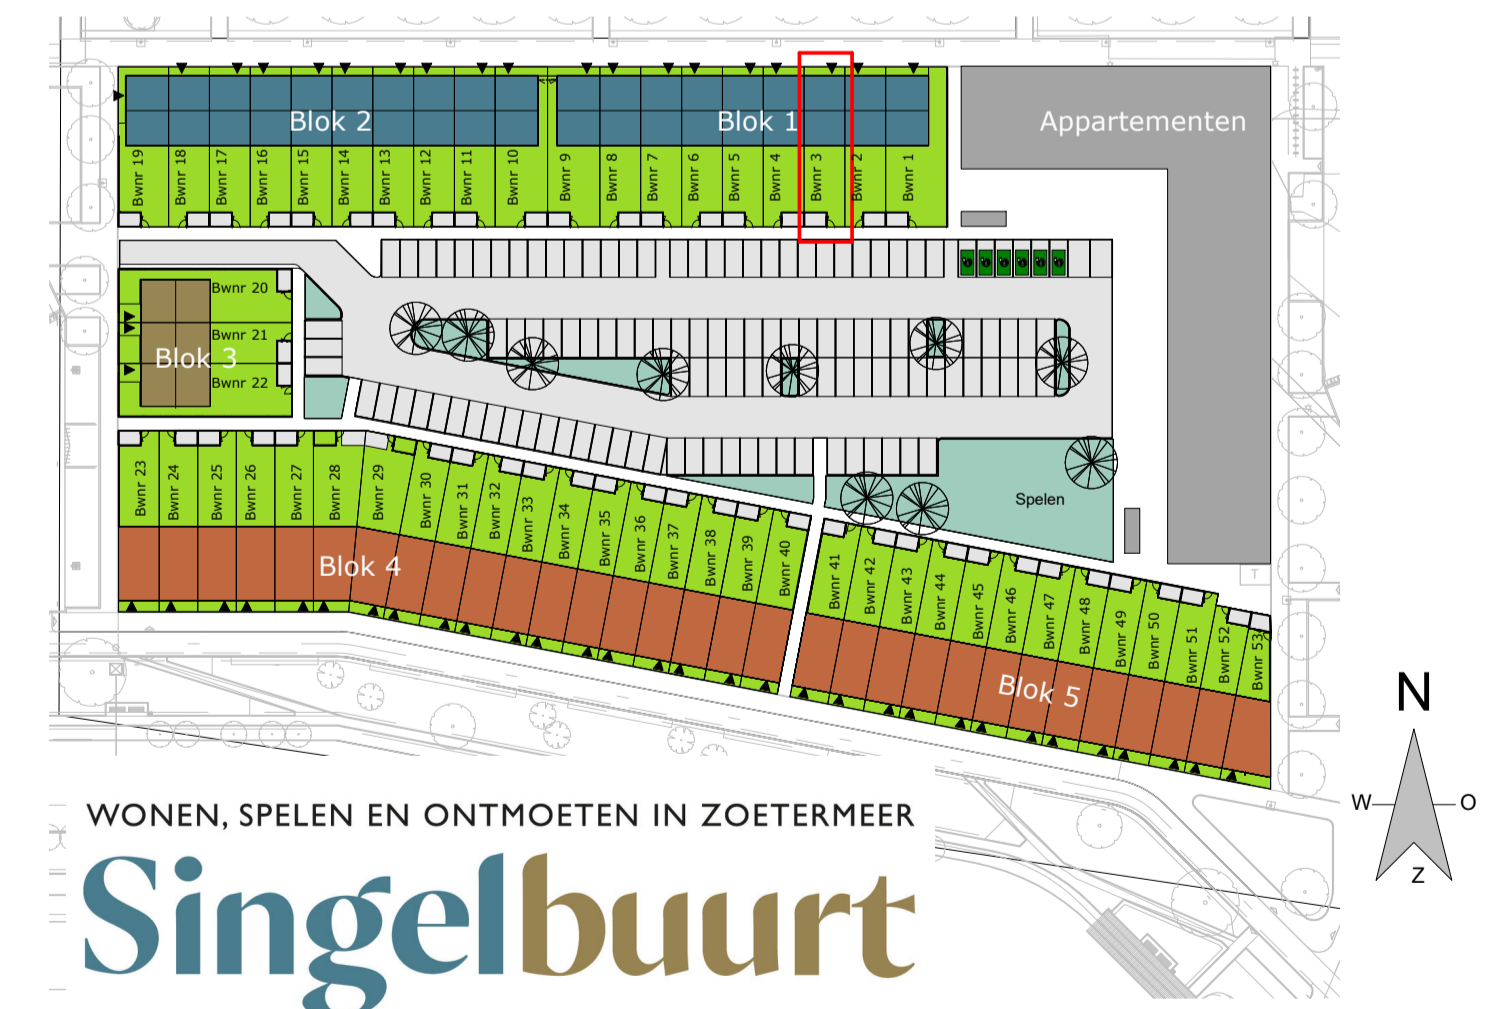 Blok 2
Blok 1
Appartementen
Bwnr 19
Bwnr 18
Bwnr 17
Bwnr 16
Bwnr 15
Bwnr 14
Bwnr 13
Bwnr 12
Bwnr 11
Bwnr 10
Bwnr 9
Bwnr 8
Bwnr 7
Bwnr 6
Bwnr 5
Bwnr 4
Bwnr 3
Bwnr 2
Bwnr 1
Bwnr 20
Bwnr 21
Blok 3
Bwnr 22
Bwnr 23
Bwnr 24
Bwnr 25
Bwnr 26
Bwnr 27
Bwnr 28
Bwnr 29
Bwnr 30
Bwnr 31
Bwnr 32
Bwnr 33
Bwnr 34
Bwnr 35
Bwnr 36
Bwnr 37
Bwnr 38
Bwnr 39
Bwnr 40
Bwnr 41
Bwnr 42
Bwnr 43
Bwnr 44
Bwnr 45
Bwnr 46
Bwnr 47
Bwnr 48
Bwnr 49
Bwnr 50
Bwnr 51
Bwnr 52
Bwnr 53
Spelen
T
Blok 4
Blok 5
N
W
O
Z
WONEN, SPELEN EN ONTMOETEN IN ZOETERMEER
Singelbuurt